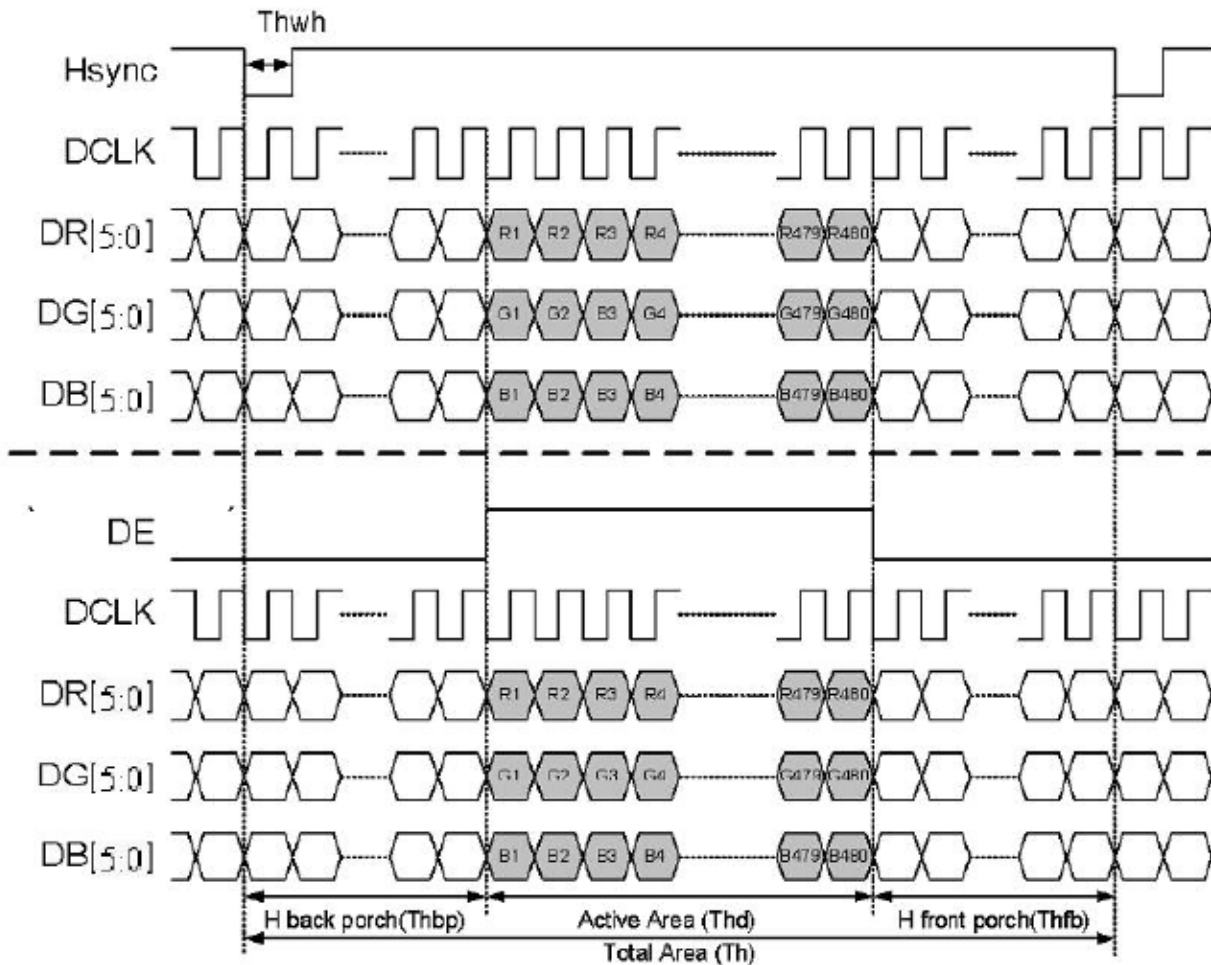 Thwh
Hsync
DCLK
DR[5:0] R1 R2 R3 R4 R479 R480
DG[5:0] G1 G2 B3 G4 G479 G480
DB[5:0] B1 B2 B3 B4 B479 B480
DE
DCLK
DR[5:0] R1 R2 R3 R4 R479 R480
DG[5:0] G1 G2 G3 G4 G479 G480
DB[5:0] B1 B2 B3 B4 B479 B480
H back porch(Thbp) Active Area (Thd) H front porch(Thfb)
Total Area (Th)